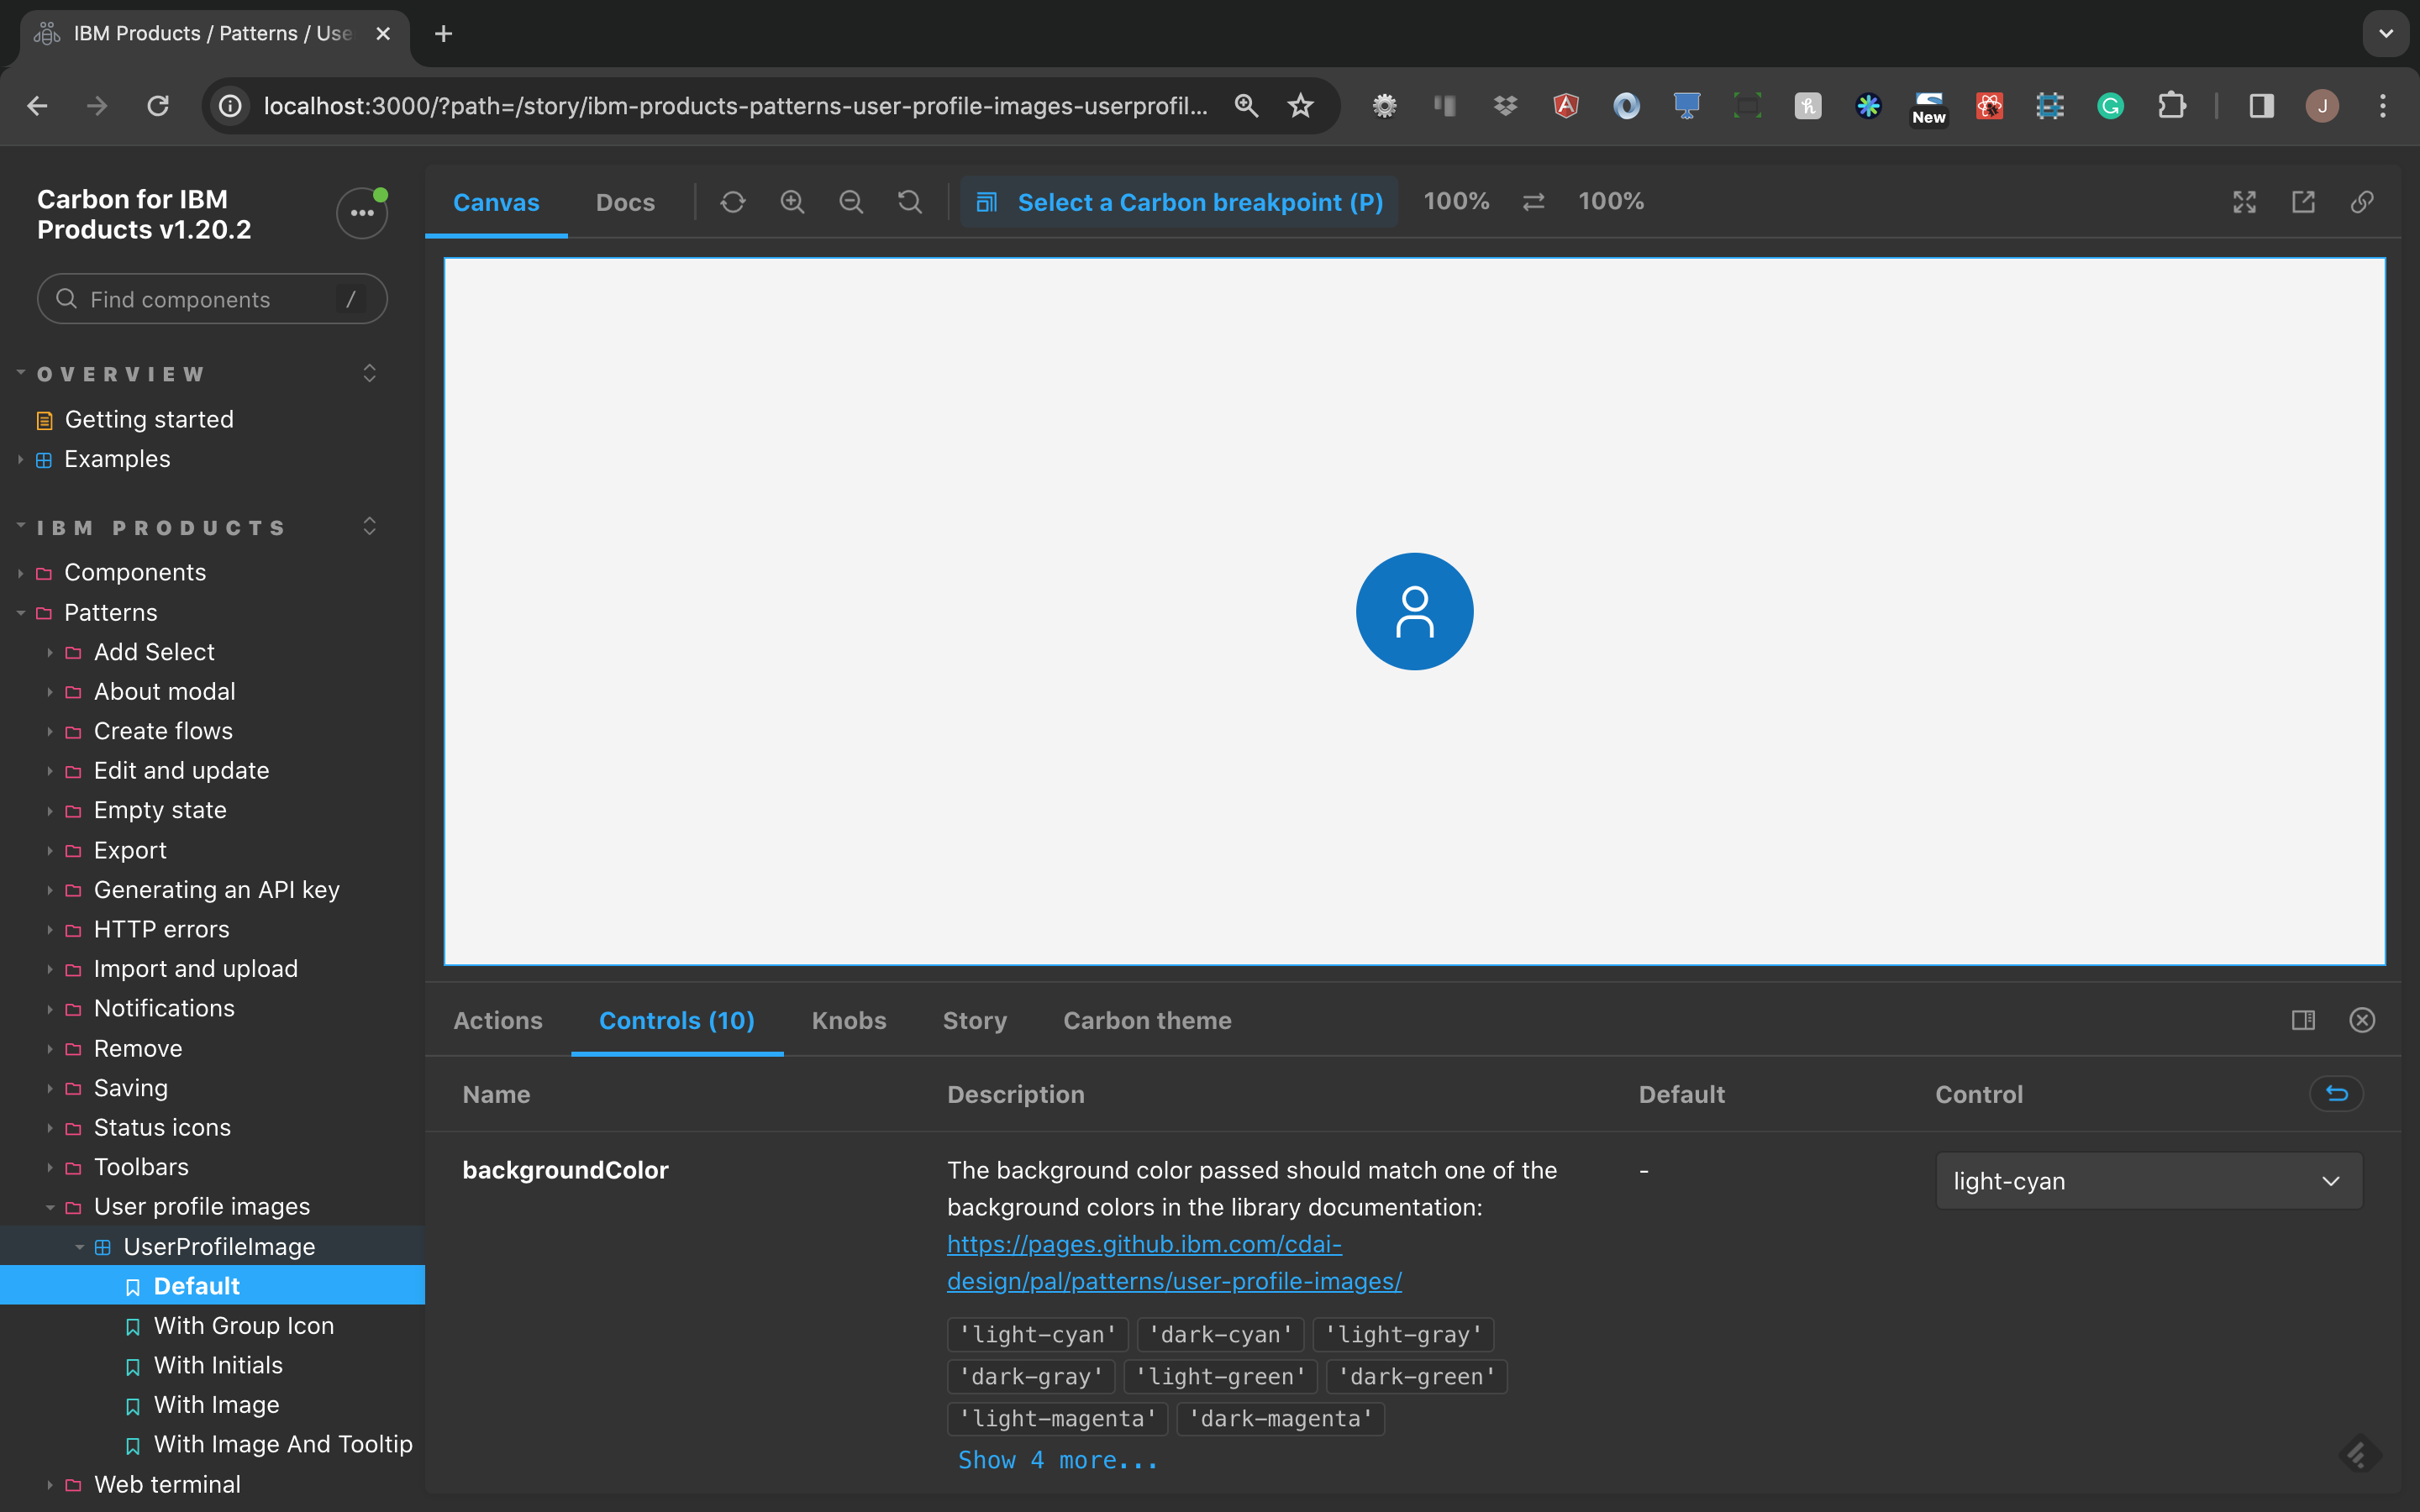 IBM Products / Patterns / Use
localhost:3000/?path=/story/ibm-products-patterns-user-profile-images-userprofil...
New
J
Carbon for IBM
Products v1.20.2
Find components
/
OVERVIEW
Getting started
Examples
IBM PRODUCTS
Components
Patterns
Add Select
About modal
Create flows
Edit and update
Empty state
Export
Generating an API key
HTTP errors
Import and upload
Notifications
Remove
Saving
Status icons
Toolbars
User profile images
UserProfileImage
Default
With Group Icon
With Initials
With Image
With Image And Tooltip
Web terminal
Canvas
Docs
Select a Carbon breakpoint (P)
100%
100%
Actions
Controls (10)
Knobs
Story
Carbon theme
Name
Description
Default
Control
backgroundColor
The background color passed should match one of the
background colors in the library documentation:
https://pages.github.ibm.com/cdai-
design/pal/patterns/user-profile-images/
'light-cyan' 'dark-cyan' 'light-gray'
'dark-gray' 'light-green' 'dark-green'
'light-magenta' 'dark-magenta'
Show 4 more...
-
light-cyan